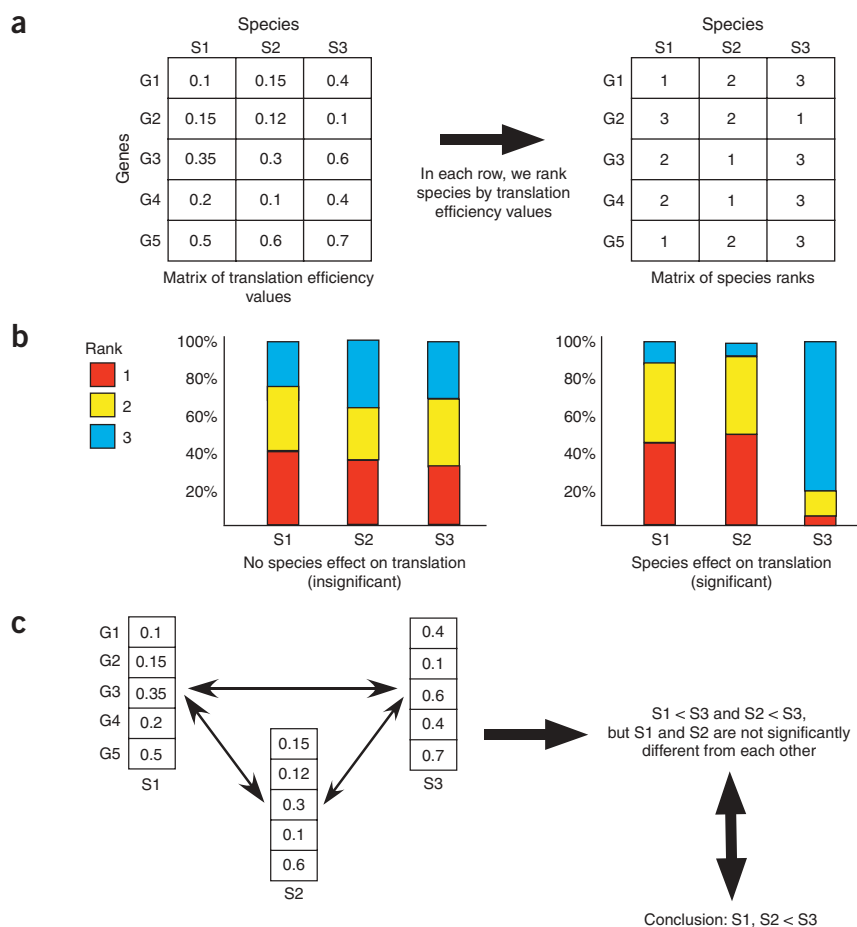 a
Species
S1 S2 S3
G1 0.1 0.15 0.4
G2 0.15 0.12 0.1
G3 0.35 0.3 0.6
G4 0.2 0.1 0.4
G5 0.5 0.6 0.7
Genes
Matrix of translation efficiency
values
In each row, we rank
species by translation
efficiency values
Species
S1 S2 S3
G1 1 2 3
G2 3 2 1
G3 2 1 3
G4 2 1 3
G5 1 2 3
Matrix of species ranks
b
Rank
1
2
3
100%
80%
60%
40%
20%
S1 S2 S3
No species effect on translation
(insignificant)
100%
80%
60%
40%
20%
S1 S2 S3
Species effect on translation
(significant)
c
G1 0.1
G2 0.15
G3 0.35
G4 0.2
G5 0.5
S1
0.15
0.12
0.3
0.1
0.6
S2
0.4
0.1
0.6
0.4
0.7
S3
S1 < S3 and S2 < S3,
but S1 and S2 are not significantly
different from each other
Conclusion: S1, S2 < S3